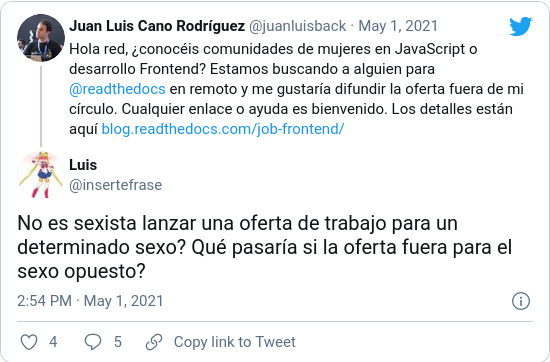 Juan Luis Cano Rodríguez @juanluisback · May 1, 2021
Hola red, ¿conocéis comunidades de mujeres en JavaScript o
desarrollo Frontend? Estamos buscando a alguien para
@readthedocs en remoto y me gustaría difundir la oferta fuera de mi
círculo. Cualquier enlace o ayuda es bienvenido. Los detalles están
aquí blog.readthedocs.com/job-frontend/
Luis
@insertefrase
No es sexista lanzar una oferta de trabajo para un
determinado sexo? Qué pasaría si la oferta fuera para el
sexo opuesto?
2:54 PM · May 1, 2021
4 5 Copy link to Tweet